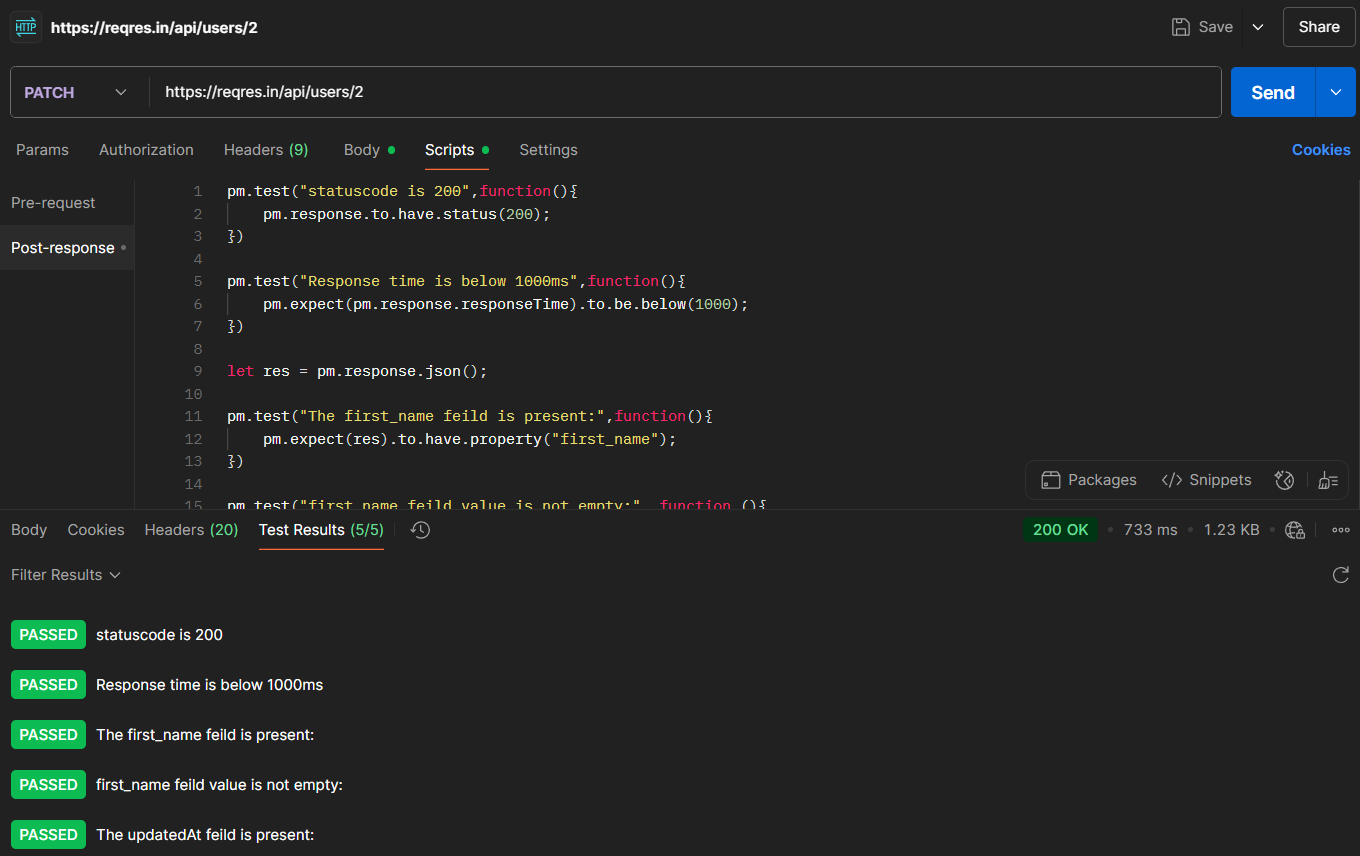 HTTP https://reqres.in/api/users/2 Save Share
PATCH https://reqres.in/api/users/2 Send
Params Authorization Headers (9) Body Scripts Settings Cookies
Pre-request
Post-response
1 pm.test("statuscode is 200",function(){
2 pm.response.to.have.status(200);
3 })
4
5 pm.test("Response time is below 1000ms",function(){
6 pm.expect(pm.response.responseTime).to.be.below(1000);
7 })
8
9 let res = pm.response.json();
10
11 pm.test("The first_name feild is present:",function(){
12 pm.expect(res).to.have.property("first_name");
13 })
14
15 pm.test("first_name feild value is not empty:", function (){
Packages </> Snippets
Body Cookies Headers (20) Test Results (5/5) 200 OK • 733 ms • 1.23 KB •
Filter Results
PASSED statuscode is 200
PASSED Response time is below 1000ms
PASSED The first_name feild is present:
PASSED first_name feild value is not empty:
PASSED The updatedAt feild is present: